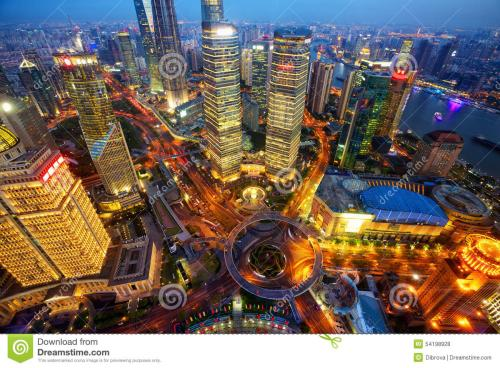 Download from
Dreamstime.com
This watermarked comp image is for previewing purposes only.
54198928
Dibrova | Dreamstime.com